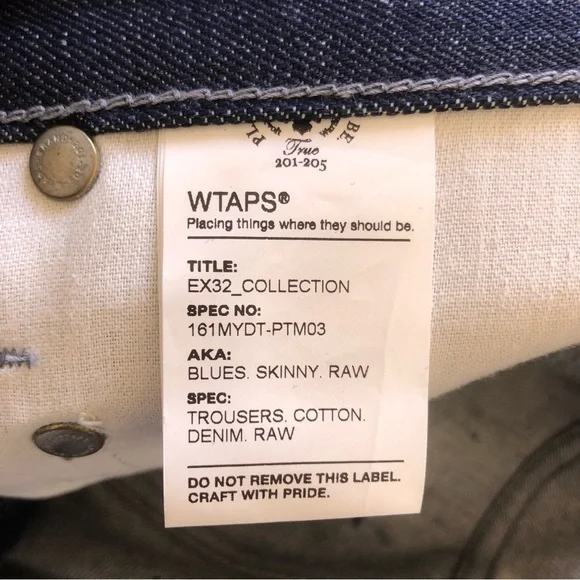 True
201-205
WTAPS®
Placing things where they should be.
TITLE:
EX32_COLLECTION
SPEC NO:
161MYDT-PTM03
AKA:
BLUES. SKINNY. RAW
SPEC:
TROUSERS. COTTON.
DENIM. RAW
DO NOT REMOVE THIS LABEL.
CRAFT WITH PRIDE.